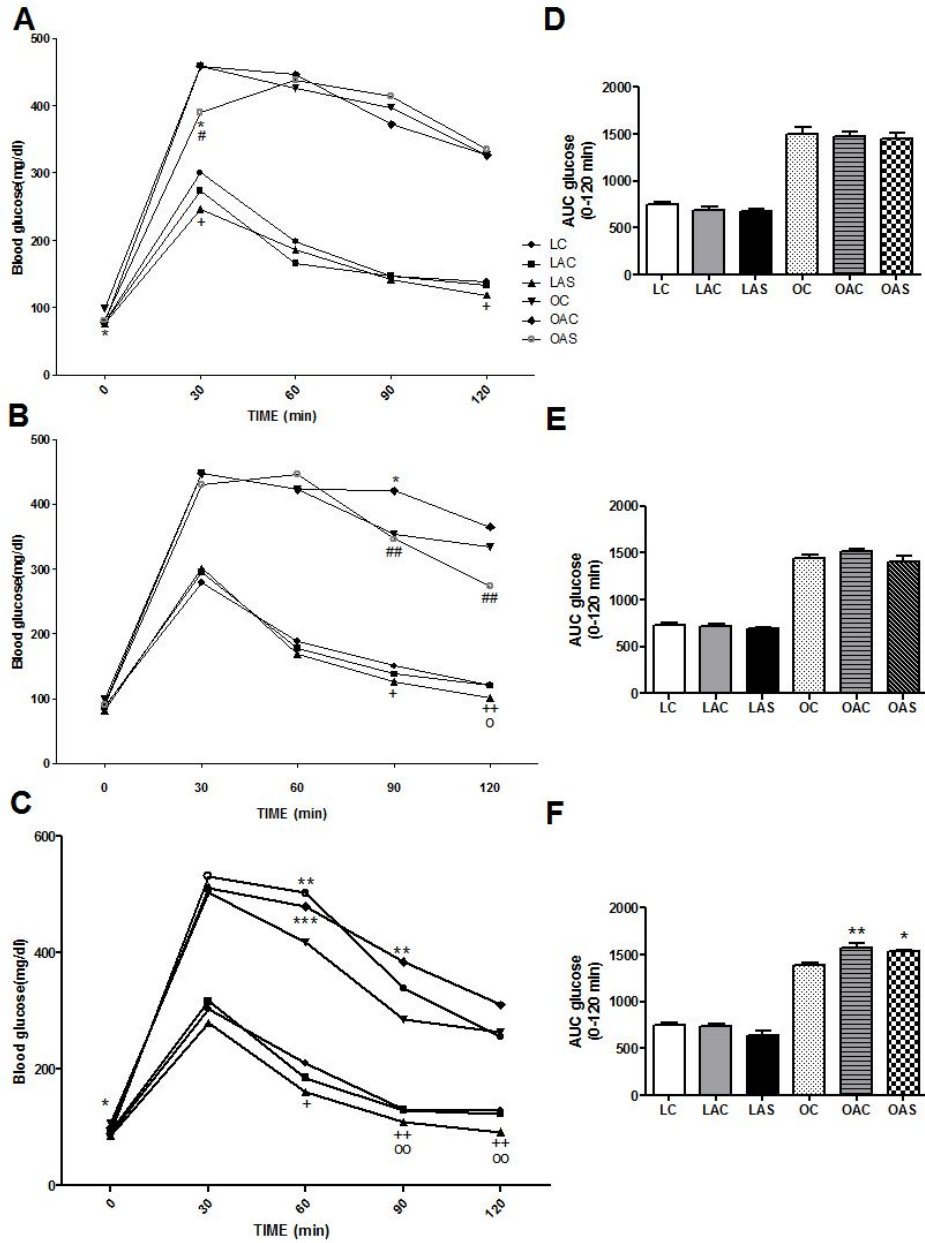 A
Blood glucose(mg/dl)
500
400
300
200
100
0
*
*
#
+
+
0
30
60
90
120
TIME (min)
LC
LAC
LAS
OC
OAC
OAS
D
AUC glucose
(0-120 min)
2000
1500
1000
500
0
LC LAC LAS OC OAC OAS
B
Blood glucose(mg/dl)
500
400
300
200
100
0
*
##
##
+
++
o
0
30
60
90
120
TIME (min)
E
AUC glucose
(0-120 min)
2000
1500
1000
500
0
LC LAC LAS OC OAC OAS
C
Blood glucose(mg/dl)
600
400
200
0
*
**
***
**
+
++
oo
++
oo
0
30
60
90
120
TIME (min)
F
AUC glucose
(0-120 min)
2000
1500
1000
500
0
** *
LC LAC LAS OC OAC OAS